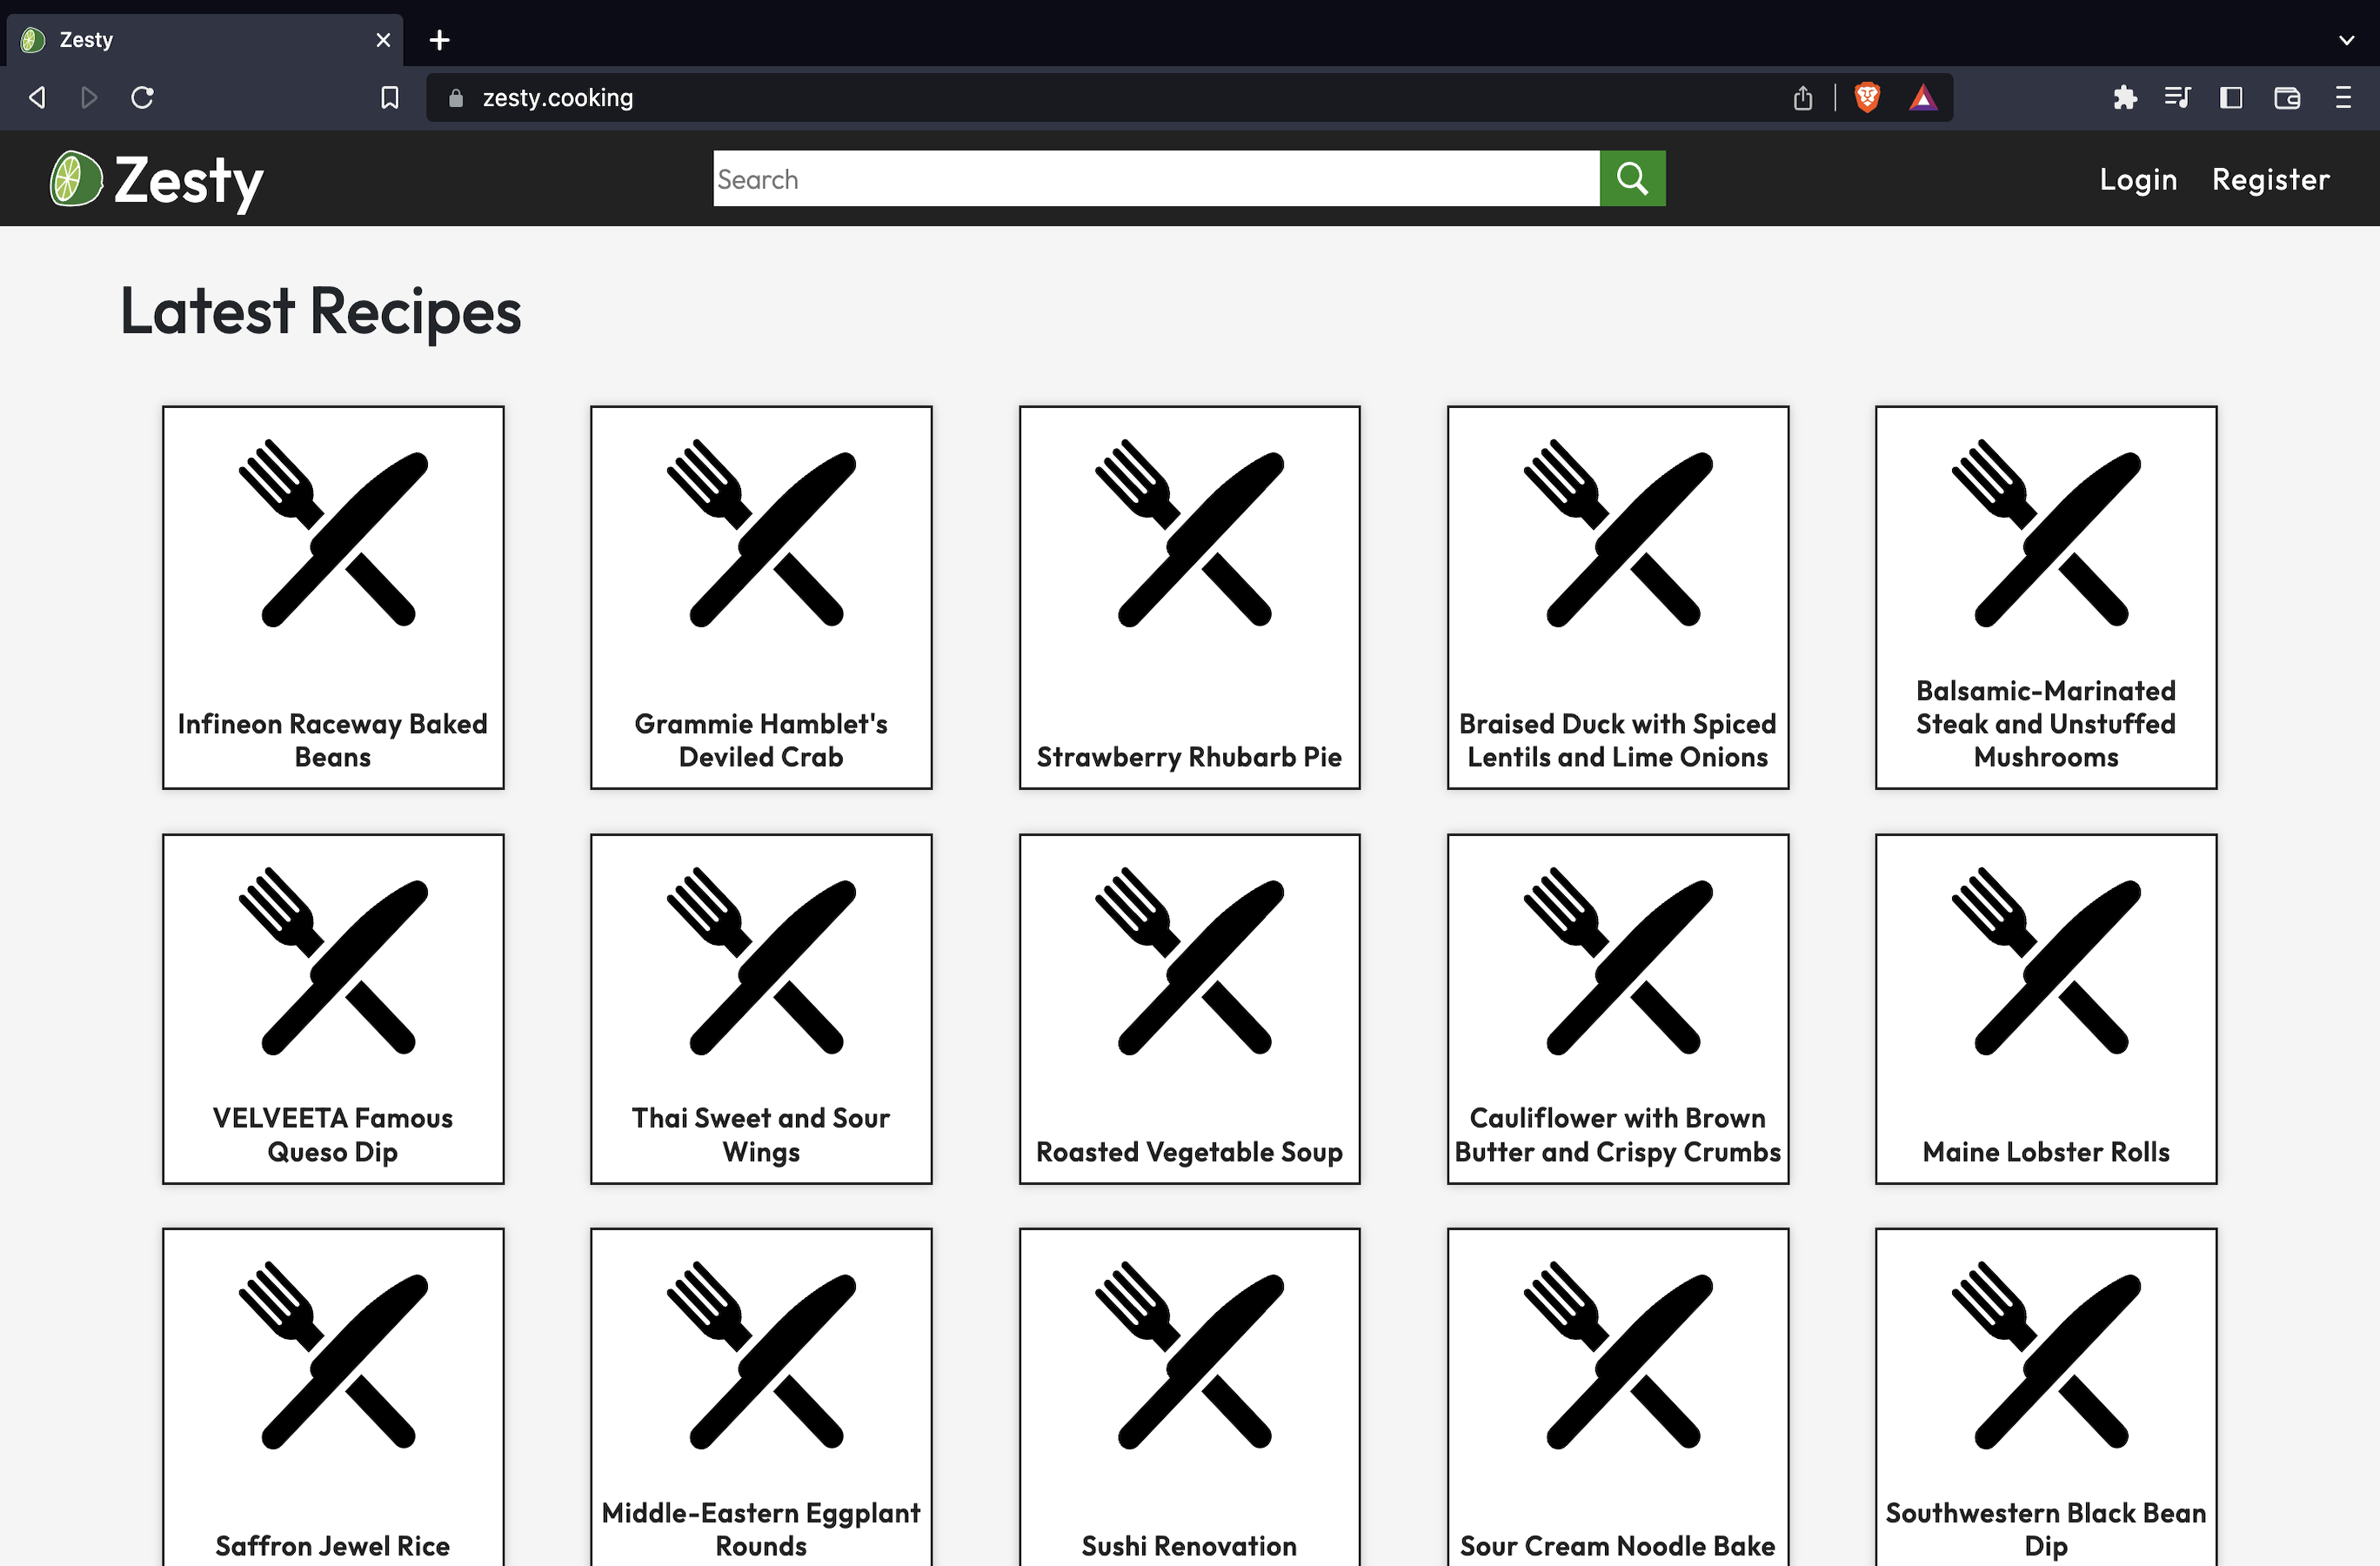 Zesty
zesty.cooking
Zesty
Search
Login Register
Latest Recipes
Infineon Raceway Baked
Beans
Grammie Hamblet's
Deviled Crab
Strawberry Rhubarb Pie
Braised Duck with Spiced
Lentils and Lime Onions
Balsamic-Marinated
Steak and Unstuffed
Mushrooms
VELVEETA Famous
Queso Dip
Thai Sweet and Sour
Wings
Roasted Vegetable Soup
Cauliflower with Brown
Butter and Crispy Crumbs
Maine Lobster Rolls
Saffron Jewel Rice
Middle-Eastern Eggplant
Rounds
Sushi Renovation
Sour Cream Noodle Bake
Southwestern Black Bean
Dip